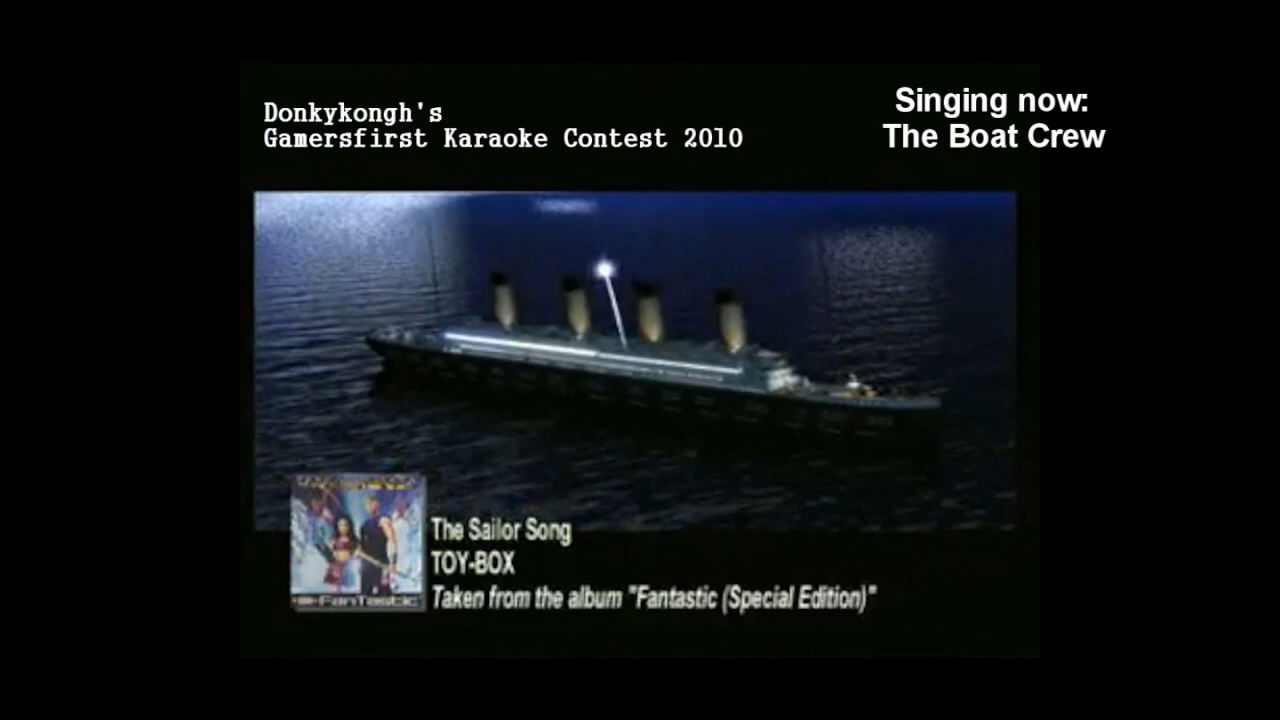 Donkykongh's
Gamersfirst Karaoke Contest 2010
Singing now:
The Boat Crew
The Sailor Song
TOY-BOX
Taken from the album "Fantastic (Special Edition)"
FanTastic